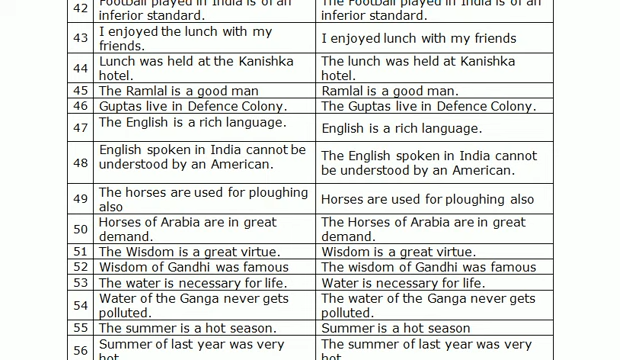 42 Football played in India is of an The Football played in India is of an
inferior standard. inferior standard.
43 I enjoyed the lunch with my I enjoyed lunch with my friends
friends.
44 Lunch was held at the Kanishka The lunch was held at Kanishka
hotel. hotel.
45 The Ramlal is a good man Ramlal is a good man.
46 Guptas live in Defence Colony. The Guptas live in Defence Colony.
47 The English is a rich language. English is a rich language.
48 English spoken in India cannot be The English spoken in India cannot
understood by an American. be understood by an American.
49 The horses are used for ploughing Horses are used for ploughing also
also
50 Horses of Arabia are in great The Horses of Arabia are in great
demand. demand.
51 The Wisdom is a great virtue. Wisdom is a great virtue.
52 Wisdom of Gandhi was famous The wisdom of Gandhi was famous
53 The water is necessary for life. Water is necessary for life.
54 Water of the Ganga never gets The water of the Ganga never gets
polluted. polluted.
55 The summer is a hot season. Summer is a hot season
56 Summer of last year was very The summer of last year was very
hot hot